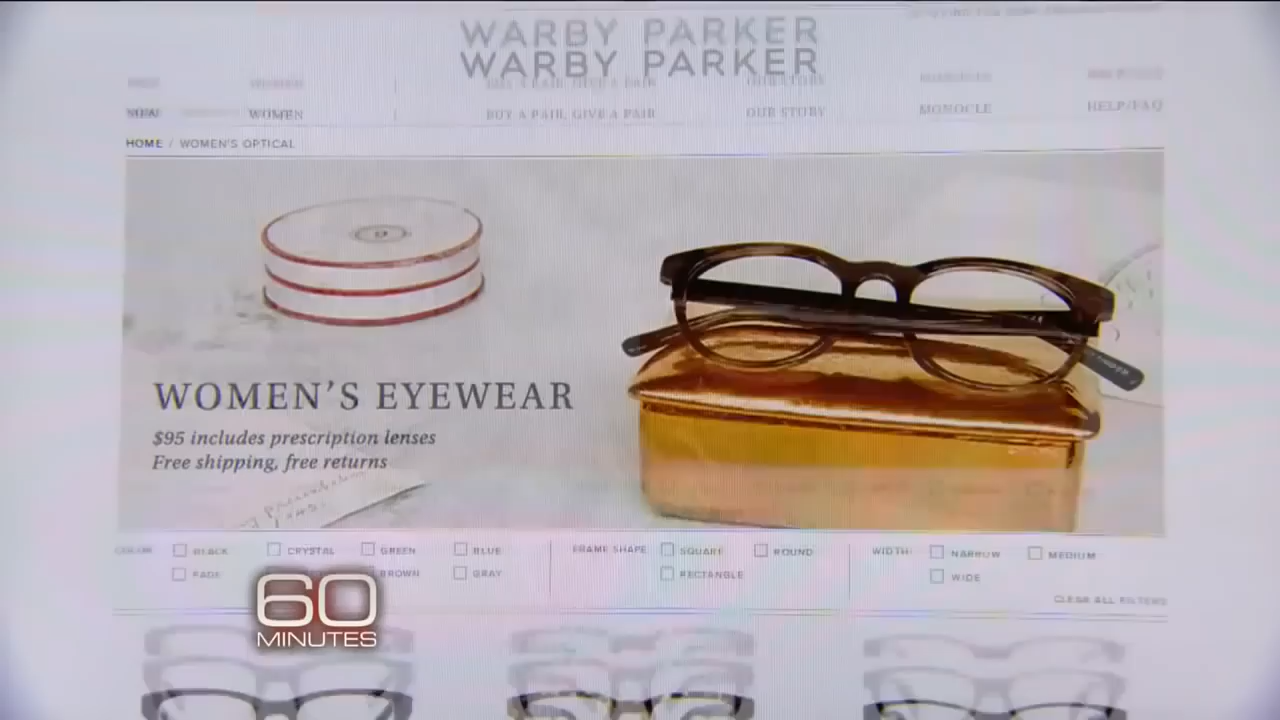 WARBY PARKER
WARBY PARKER
WOMEN BUY A PAIR, GIVE A PAIR OUR STORY MONOCLE HELP/FAQ
HOME / WOMEN'S OPTICAL
WOMEN'S EYEWEAR
$95 includes prescription lenses
Free shipping, free returns
COLOR BLACK CRYSTAL GREEN BLUE FRAME SHAPE SQUARE ROUND WIDTH: NARROW MEDIUM
FADE BROWN GRAY RECTANGLE WIDE
CLEAR ALL FILTERS
60
MINUTES